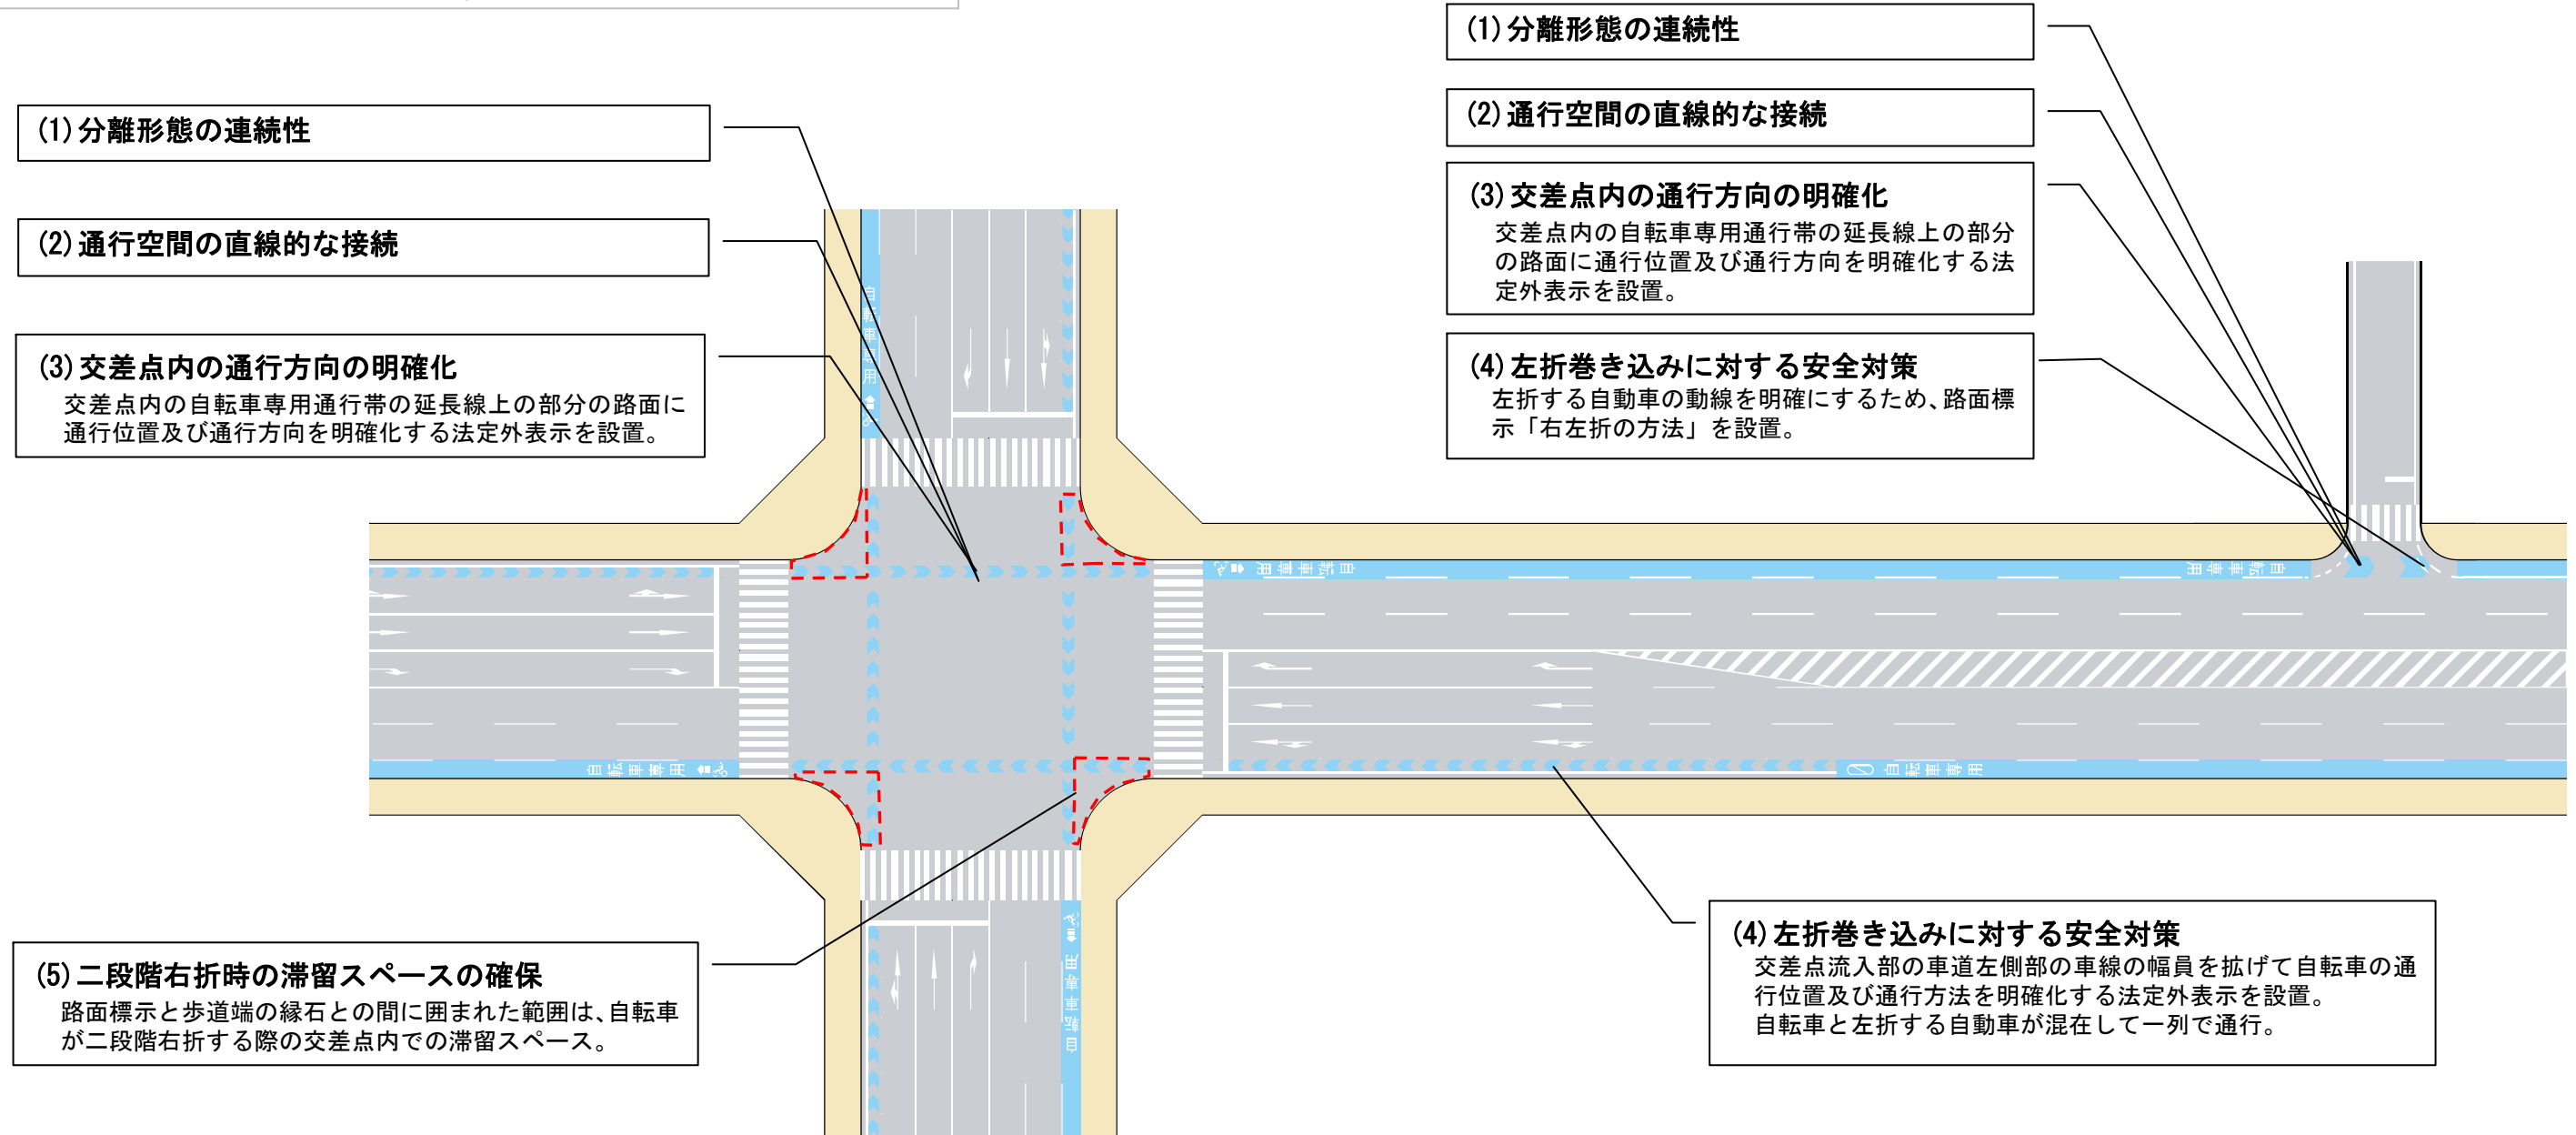 (1)分離形態の連続性
(2)通行空間の直線的な接続
(3)交差点内の通行方向の明確化
交差点内の自転車専用通行帯の延長線上の部分の路面に
通行位置及び通行方向を明確化する法定外表示を設置。
(1)分離形態の連続性
(2)通行空間の直線的な接続
(3)交差点内の通行方向の明確化
交差点内の自転車専用通行帯の延長線上の部分
の路面に通行位置及び通行方向を明確化する法
定外表示を設置。
(4)左折巻き込みに対する安全対策
左折する自動車の動線を明確にするため、路面標
示「右左折の方法」を設置。
自転車専用
自転車専用
自転車専用
自転車専用
自転車専用
自転車専用
(5)二段階右折時の滞留スペースの確保
路面標示と歩道端の縁石との間に囲まれた範囲は、自転車
が二段階右折する際の交差点内での滞留スペース。
(4)左折巻き込みに対する安全対策
交差点流入部の車道左側部の車線の幅員を拡げて自転車の通
行位置及び通行方法を明確化する法定外表示を設置。
自転車と左折する自動車が混在して一列で通行。